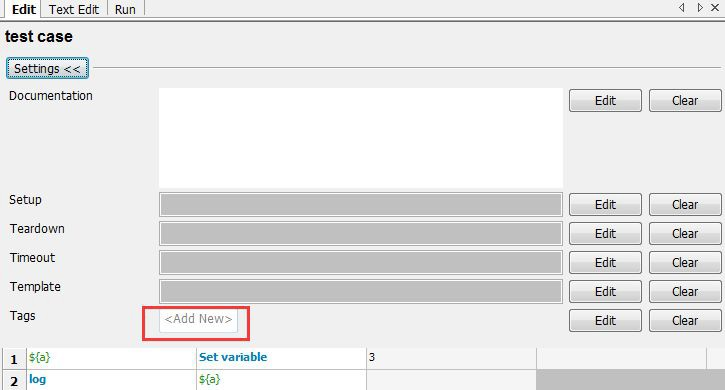 Edit Text Edit Run
test case
Settings <<
Documentation Edit Clear
Setup Edit Clear
Teardown Edit Clear
Timeout Edit Clear
Template Edit Clear
Tags <Add New> Edit Clear
1 ${a} Set variable 3
2 log ${a}